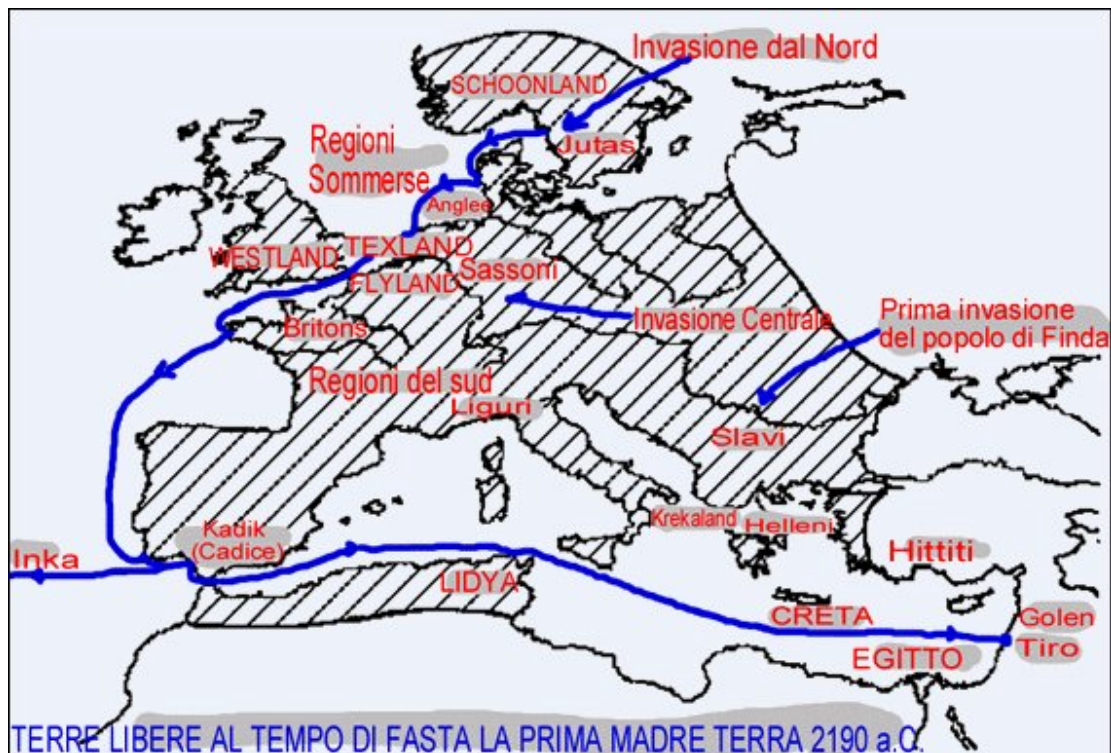 Invasione dal Nord
SCHOONLAND
Regioni
Sommerse
Jutas
Anglee
WESTLAND
TEXLAND
FLYLAND
Sassoni
Britons
Invasione Centrale
Prima invasione
del popolo di Finda
Regioni del sud
Liguri
Slavi
Kadik
(Cadice)
Krekaland
Helleni
Inka
Hittiti
LIDYA
CRETA
Golen
EGITTO
Tiro
TERRE LIBERE AL TEMPO DI FASTA LA PRIMA MADRE TERRA 2190 a.C.